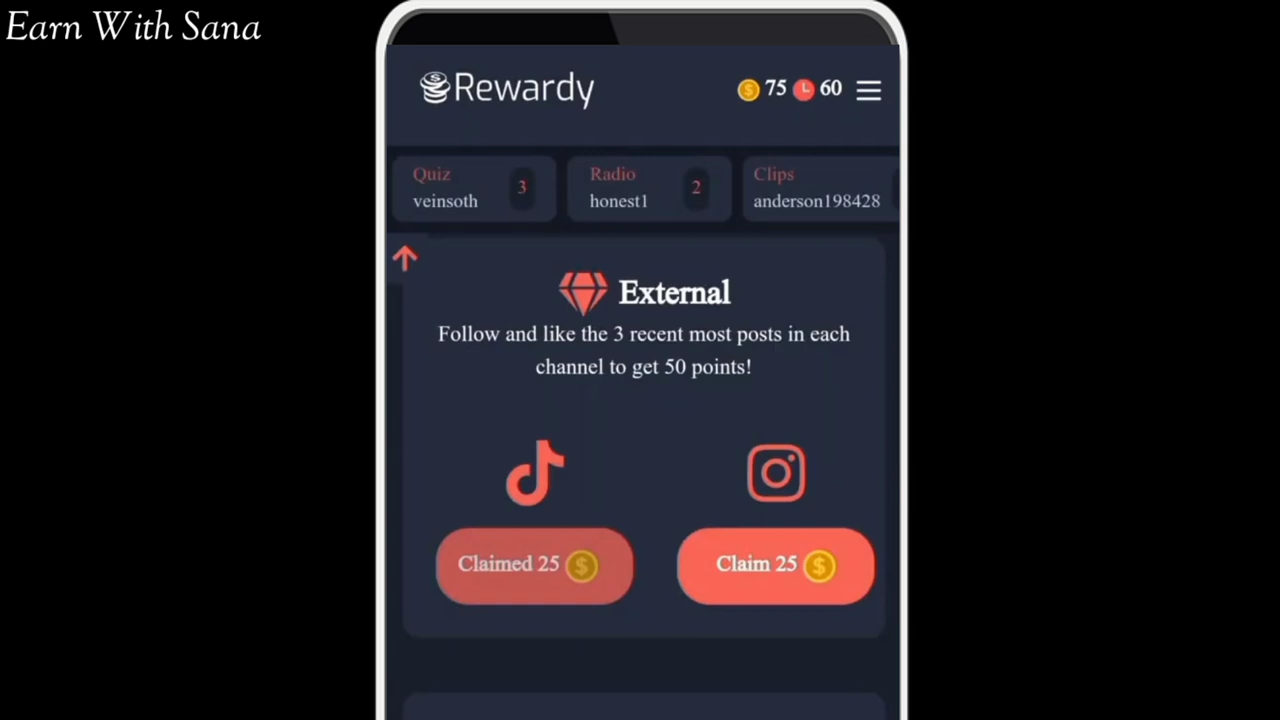 Earn With Sana
Rewardy
75 60
Quiz
veinsoth
3
Radio
honest1
2
Clips
anderson198428
External
Follow and like the 3 recent most posts in each
channel to get 50 points!
Claimed 25
Claim 25